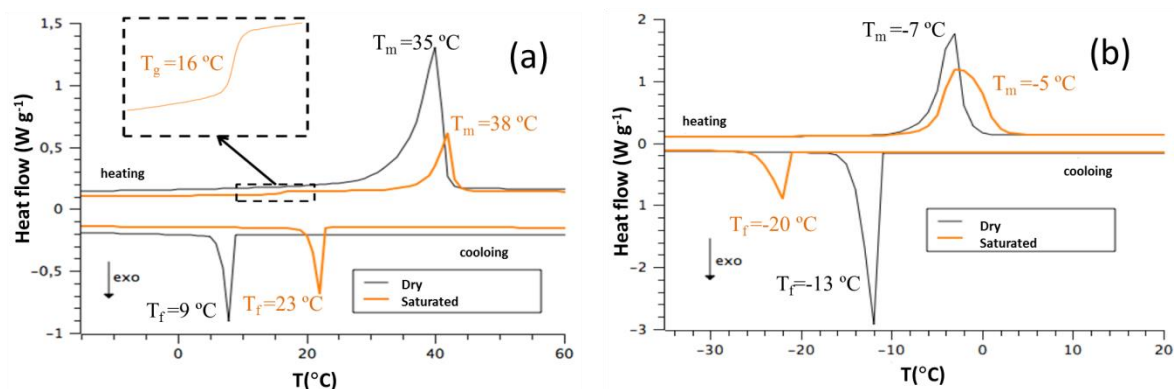 (a)
1,5
1
0,5
0
-0,5
-1
Heat flow (W g-1)
Tg=16 ºC
Tm=35 ºC
Tm=38 ºC
heating
cooloing
exo
Tf=9 ºC
Tf=23 ºC
Dry
Saturated
0
20
40
60
T(°C)
(b)
2
1
0
1
-2
-3
Heat flow (W g-1)
Tm=-7 ºC
Tm=-5 ºC
heating
cooloing
Tf=-20 ºC
Tf=-13 ºC
exo
Dry
Saturated
−30
−20
−10
0
10
20
T(°C)